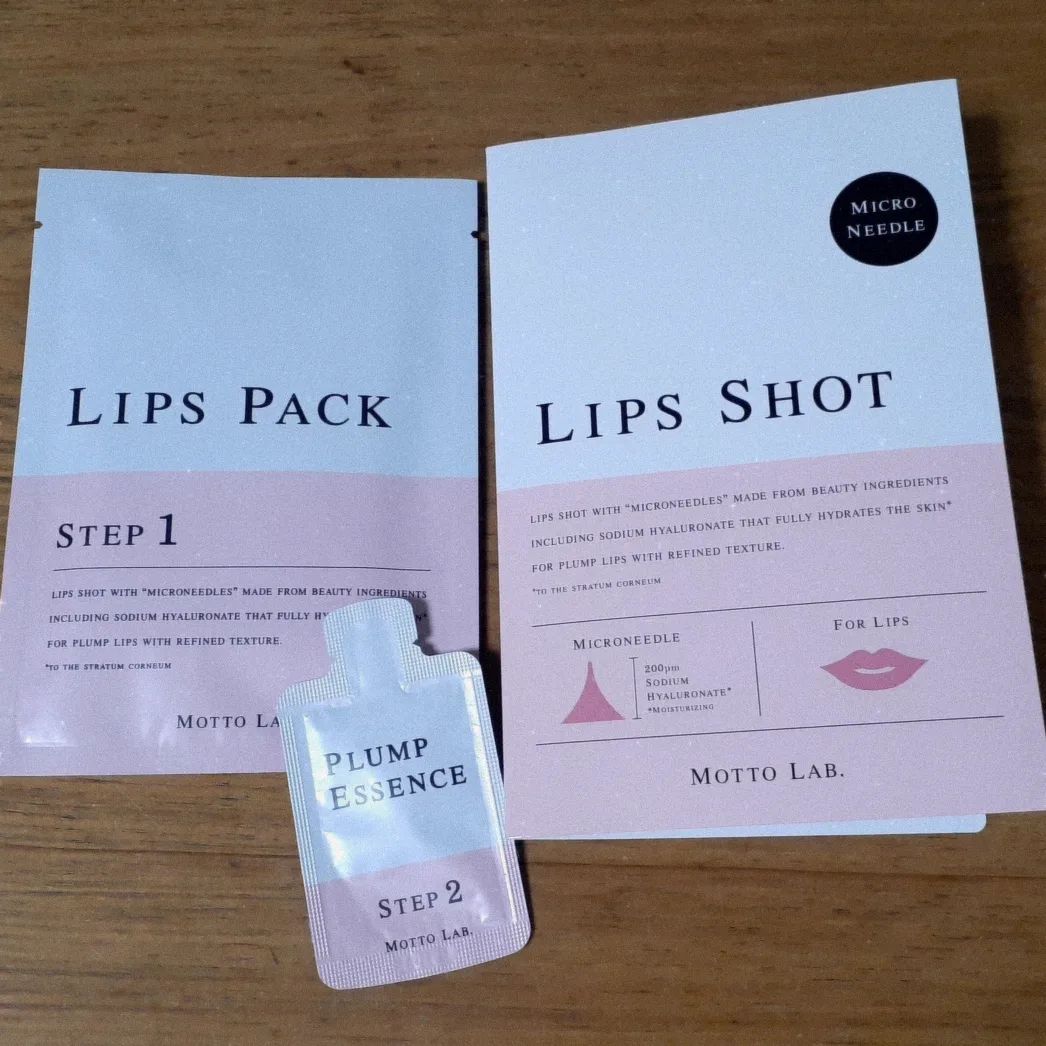 LIPS PACK
STEP 1
LIPS SHOT WITH "MICRONEEDLES" MADE FROM BEAUTY INGREDIENTS
INCLUDING SODIUM HYALURONATE THAT FULLY
FOR PLUMP LIPS WITH REFINED TEXTURE.
*TO THE STRATUM CORNEUM
MOTTO
PLUMP
ESSENCE
STEP 2
MOTTO LAB.
MICRO
NEEDLE
LIPS SHOT
LIPS SHOT WITH "MICRONEEDLES" MADE FROM BEAUTY INGREDIENTS
INCLUDING SODIUM HYALURONATE THAT FULLY HYDRATES THE SKIN*
FOR PLUMP LIPS WITH REFINED TEXTURE.
*TO THE STRATUM CORNEUM
MICRONEEDLE
200μm
SODIUM
HYALURONATE*
*MOISTURIZING
FOR LIPS
MOTTO LAB.